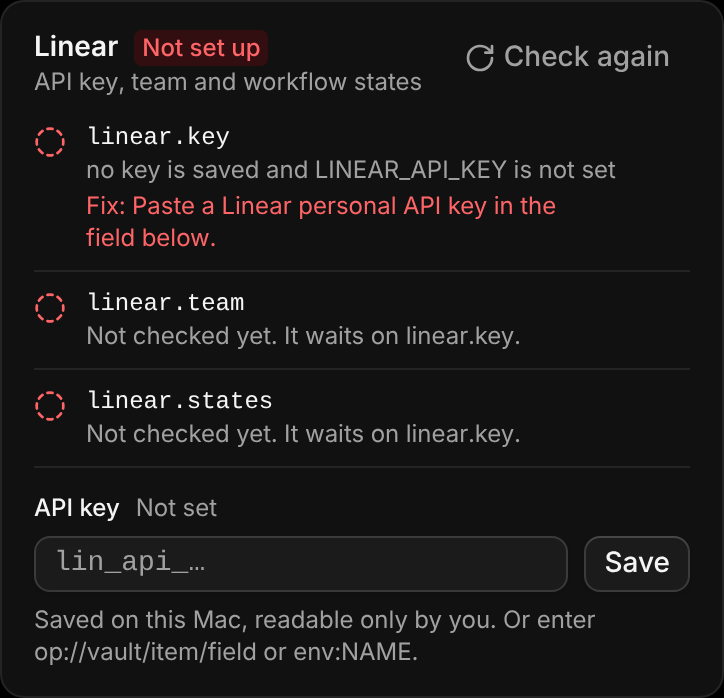 Linear Not set up
Check again
API key, team and workflow states
linear.key
no key is saved and LINEAR_API_KEY is not set
Fix: Paste a Linear personal API key in the
field below.
linear.team
Not checked yet. It waits on linear.key.
linear.states
Not checked yet. It waits on linear.key.
API key Not set
lin_api_…
Save
Saved on this Mac, readable only by you. Or enter
op://vault/item/field or env:NAME.